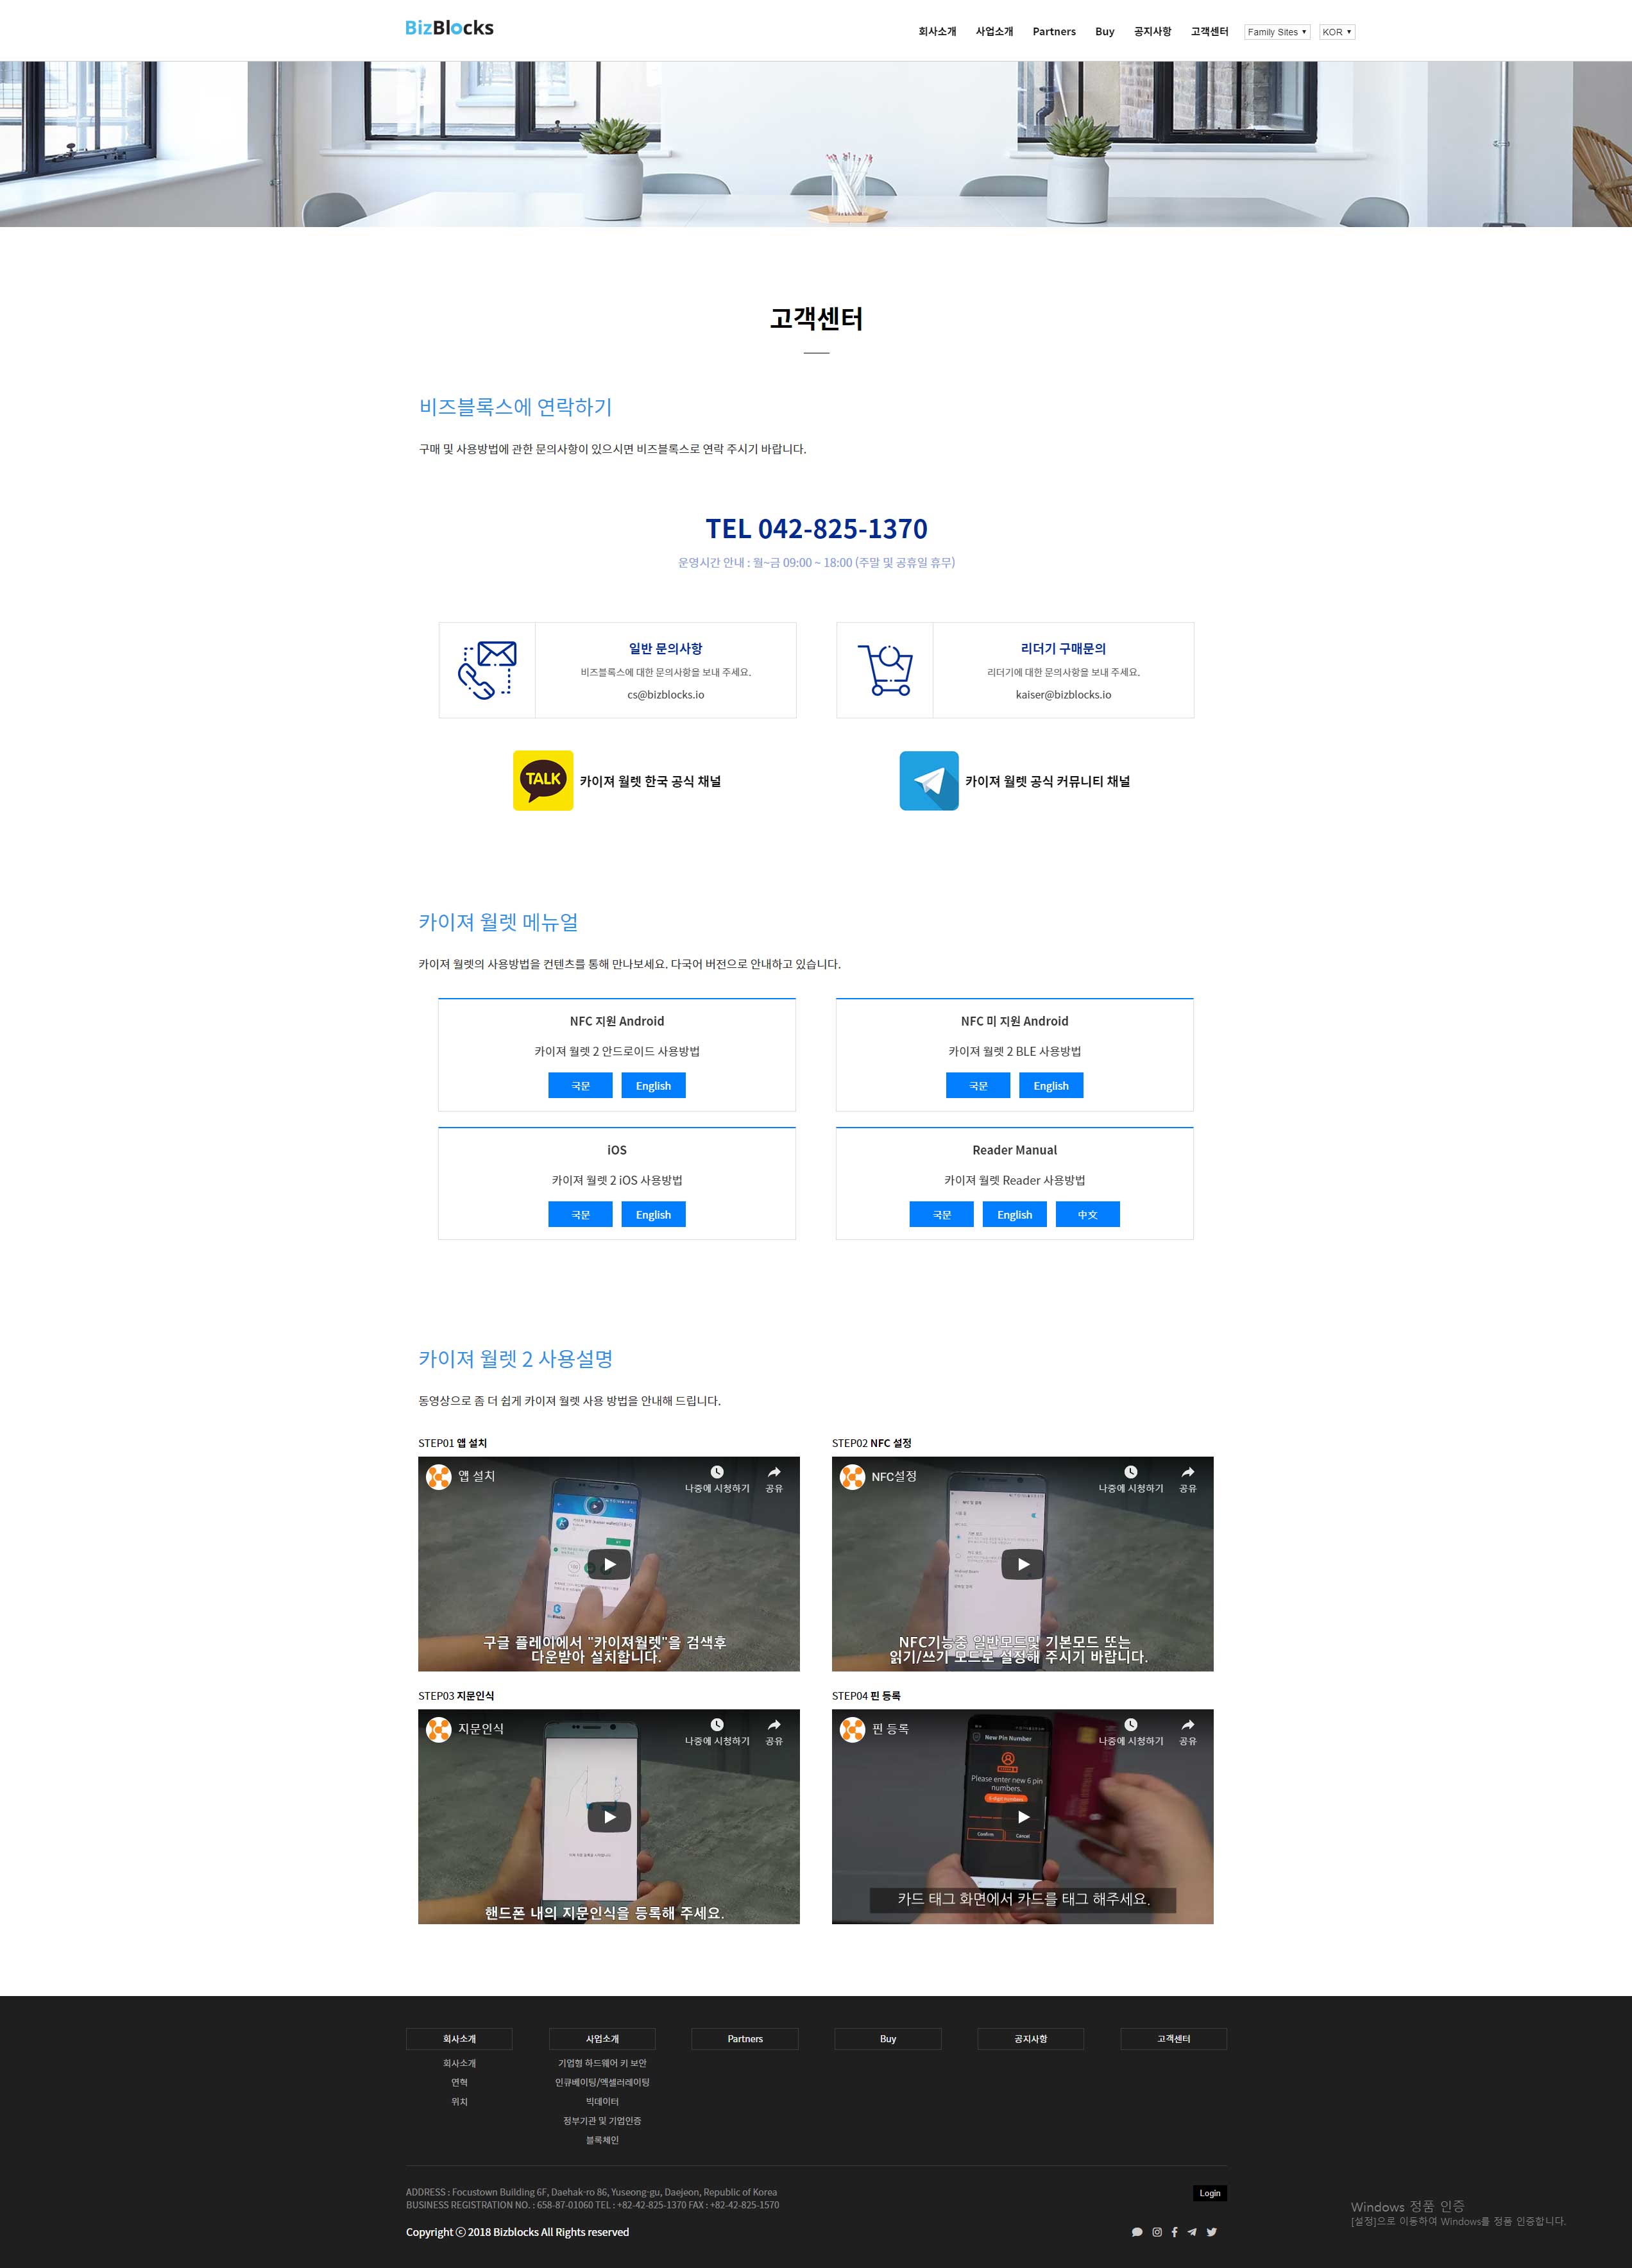 BizBlocks
회사소개 사업소개 Partners Buy 공지사항 고객센터 Family Sites KOR
고객센터
비즈블록스에 연락하기
구매 및 사용방법에 관한 문의사항이 있으시면 비즈블록스로 연락 주시기 바랍니다.
TEL 042-825-1370
운영시간 안내 : 월~금 09:00 ~ 18:00 (주말 및 공휴일 휴무)
일반 문의사항
비즈블록스에 대한 문의사항을 보내 주세요.
cs@bizblocks.io
리더기 구매문의
리더기에 대한 문의사항을 보내 주세요.
kaiser@bizblocks.io
TALK 카이져 월렛 한국 공식 채널
카이져 월렛 공식 커뮤니티 채널
카이져 월렛 메뉴얼
카이져 월렛의 사용방법을 컨텐츠를 통해 만나보세요. 다국어 버전으로 안내하고 있습니다.
NFC 지원 Android
카이져 월렛 2 안드로이드 사용방법
국문 English
NFC 미 지원 Android
카이져 월렛 2 BLE 사용방법
국문 English
iOS
카이져 월렛 2 iOS 사용방법
국문 English
Reader Manual
카이져 월렛 Reader 사용방법
국문 English 中文
카이져 월렛 2 사용설명
동영상으로 좀 더 쉽게 카이져 월렛 사용 방법을 안내해 드립니다.
STEP01 앱 설치
앱 설치
나중에 시청하기 공유
BizBlocks
구글 플레이에서 "카이져월렛"을 검색후
다운받아 설치합니다.
STEP02 NFC 설정
NFC설정
나중에 시청하기 공유
NFC기능중 일반모드및 기본모드 또는
읽기/쓰기 모드로 설정해 주시기 바랍니다.
STEP03 지문인식
지문인식
나중에 시청하기 공유
핸드폰 내의 지문인식을 등록해 주세요.
STEP04 핀 등록
핀 등록
나중에 시청하기 공유
New Pin Number
Please enter new 6 pin
numbers.
6-digit numbers
Confirm Cancel
카드 태그 화면에서 카드를 태그 해주세요.
회사소개 사업소개 Partners Buy 공지사항 고객센터
회사소개
연혁
위치
기업형 하드웨어 키 보안
인큐베이팅/액셀러레이팅
빅데이터
정부기관 및 기업인증
블록체인
ADDRESS : Focustown Building 6F, Daehak-ro 86, Yuseong-gu, Daejeon, Republic of Korea
BUSINESS REGISTRATION NO. : 658-87-01060 TEL : +82-42-825-1370 FAX : +82-42-825-1570
Login
Copyright ⓒ 2018 Bizblocks All Rights reserved
Windows 정품 인증
[설정]으로 이동하여 Windows를 정품 인증합니다.